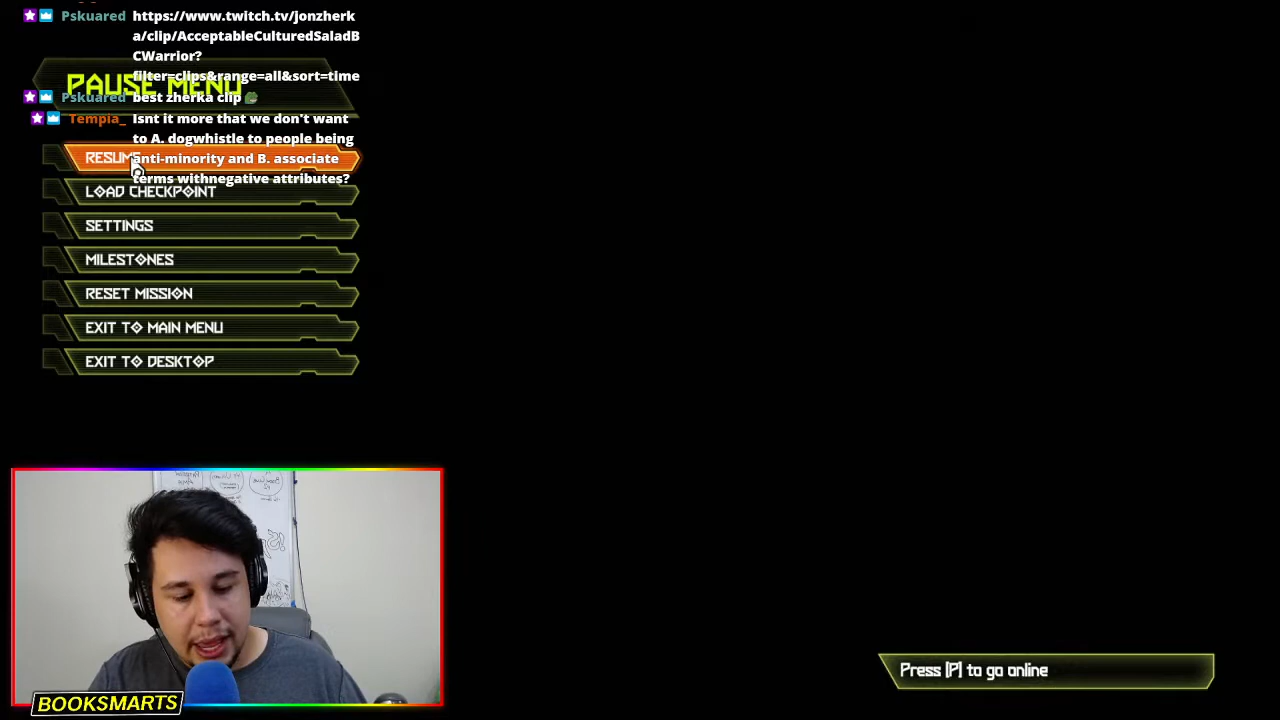 Pskuared https://www.twitch.tv/jonzherk
a/clip/AcceptableCulturedSaladB
CWarrior?
filter=clips&range=all&sort=time
PAUSE MENU
Pskuared best zherka clip
Tempia_ Isnt it more that we don't want
to A. dogwhistle to people being
anti-minority and B. associate
terms withnegative attributes?
RESUME
LOAD CHECKPOINT
SETTINGS
MILESTONES
RESET MISSION
EXIT TO MAIN MENU
EXIT TO DESKTOP
Press [P] to go online
BOOKSMARTS